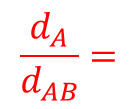 d_A / d_AB =